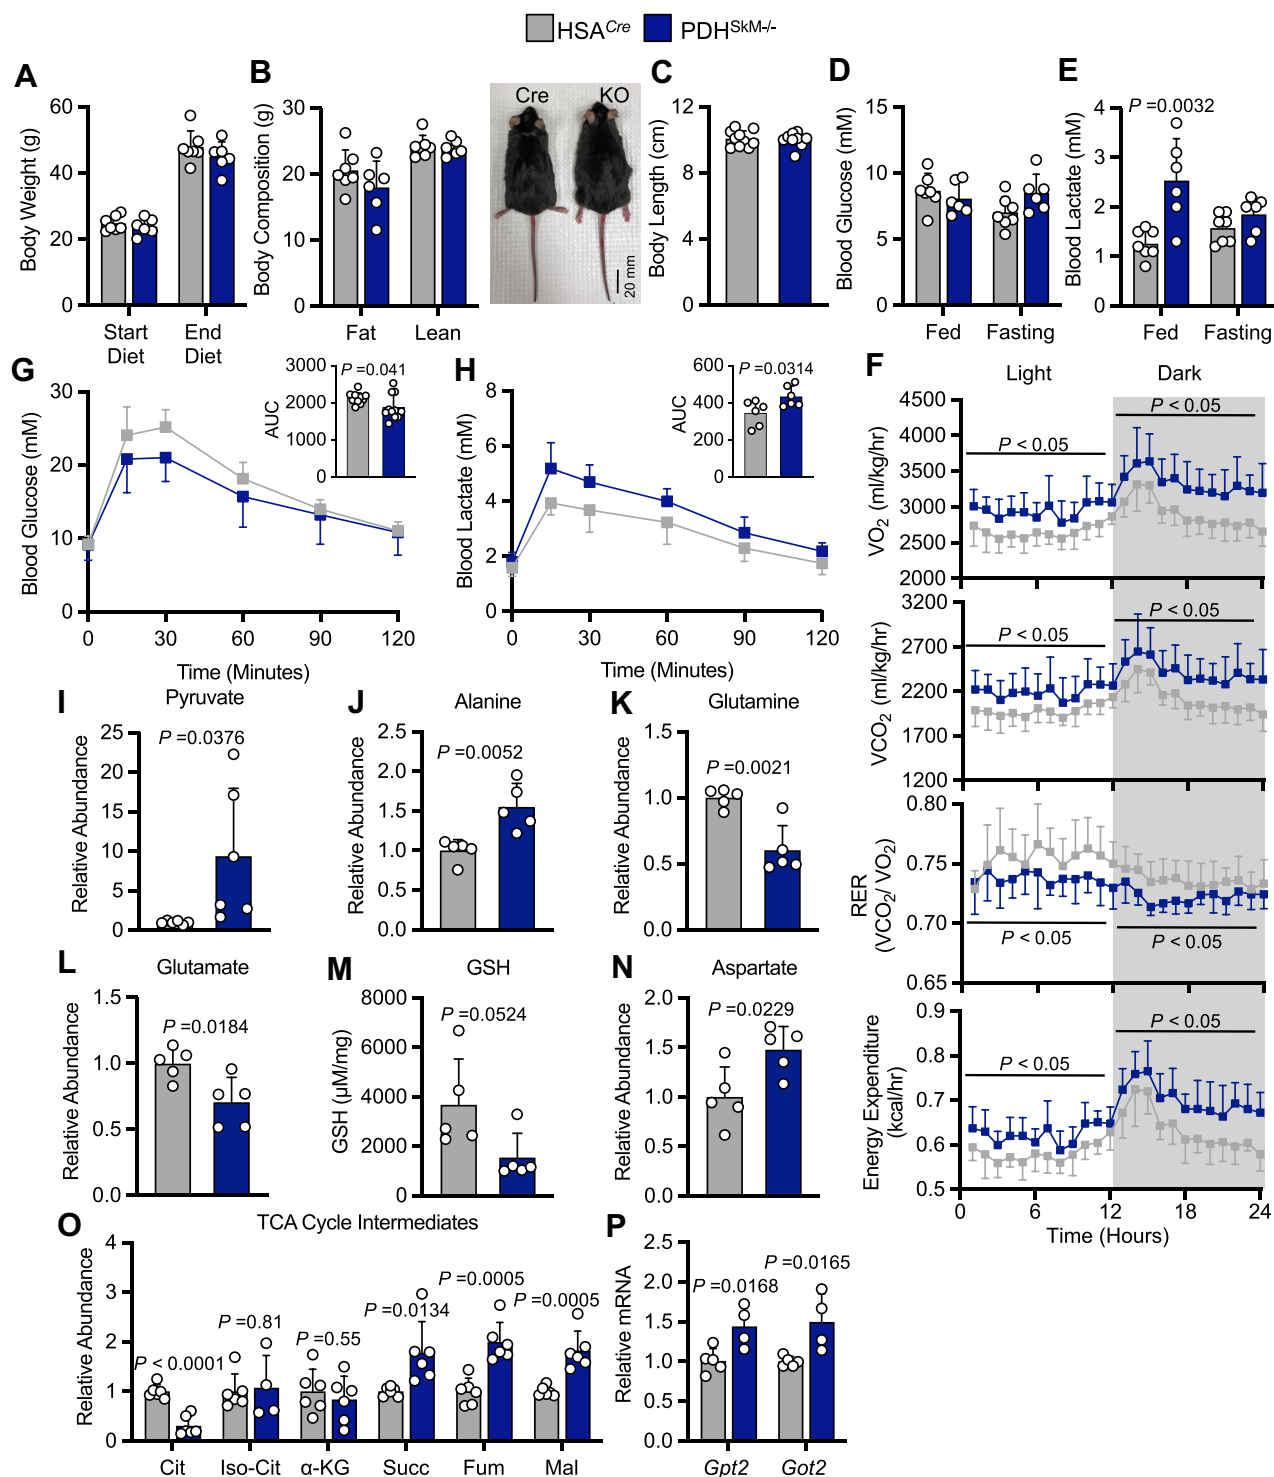 HSACre PDHSkM-/-
A
Body Weight (g)
60
40
20
0
Start Diet
End Diet
B
Body Composition (g)
30
20
10
0
Fat Lean
Cre KO
20 mm
C
Body Length (cm)
12
8
4
0
D
Blood Glucose (mM)
15
10
5
0
Fed Fasting
E
Blood Lactate (mM)
4
3
2
1
0
P =0.0032
Fed Fasting
G
Blood Glucose (mM)
30
20
10
0
0 30 60 90 120
Time (Minutes)
AUC
3000
2000
1000
0
P =0.041
H
Blood Lactate (mM)
8
6
4
2
0
0 30 60 90 120
Time (Minutes)
AUC
600
400
200
0
P =0.0314
F
Light Dark
VO2 (ml/kg/hr)
4500
4000
3500
3000
2500
2000
P < 0.05
P < 0.05
VCO2 (ml/kg/hr)
3200
2700
2200
1700
1200
P < 0.05
P < 0.05
RER
(VCO2/ VO2)
0.80
0.75
0.70
0.65
P < 0.05
P < 0.05
Energy Expenditure
(kcal/hr)
0.9
0.8
0.7
0.6
0.5
P < 0.05
P < 0.05
0 6 12 18 24
Time (Hours)
I
Pyruvate
Relative Abundance
25
20
15
10
5
0
P =0.0376
J
Alanine
Relative Abundance
1.5
2.0
1.5
1.0
0.5
0.0
P =0.0052
K
Glutamine
Relative Abundance
1.5
1.0
0.5
0.0
P =0.0021
L
Glutamate
Relative Abundance
1.5
1.0
0.5
0.0
P =0.0184
M
GSH
GSH (µM/mg)
8000
6000
4000
2000
0
P =0.0524
N
Aspartate
Relative Abundance
2.0
1.5
1.0
0.5
0.0
P =0.0229
O
TCA Cycle Intermediates
Relative Abundance
4
3
2
1
0
P < 0.0001
P =0.81
P =0.55
P =0.0134
P =0.0005
P =0.0005
Cit Iso-Cit α-KG Succ Fum Mal
P
Relative mRNA
2.5
2.0
1.5
1.0
0.5
0.0
P =0.0168
P =0.0165
Gpt2 Got2